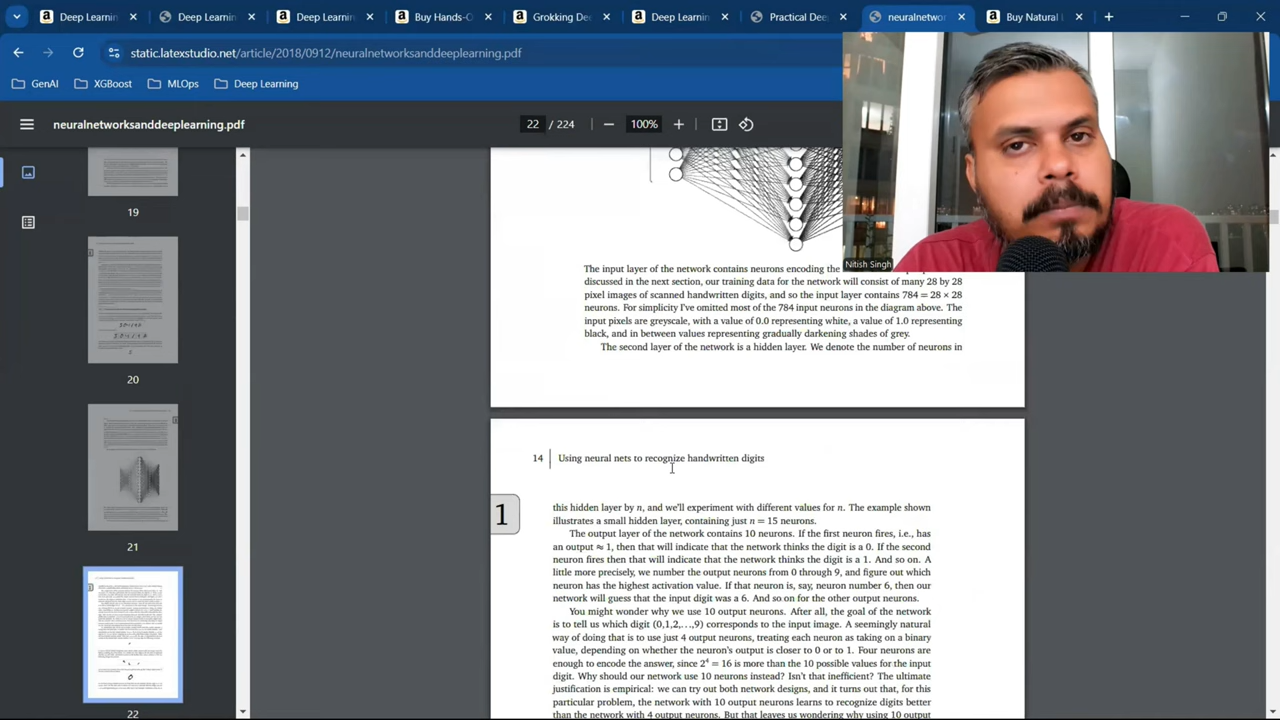 Deep Learnin
Deep Learnin
Deep Learnin
Buy Hands-O
Grokking De
Deep Learnin
Practical Dee
neuralnetwo
Buy Natural
static.latexstudio.net/article/2018/0912/neuralnetworksanddeeplearning.pdf
GenAI
XGBoost
MLOps
Deep Learning
neuralnetworksanddeeplearning.pdf
22 / 224
100%
19
20
21
22
Nitish Singh
The input layer of the network contains neurons encoding the
discussed in the next section, our training data for the network will consist of many 28 by 28
pixel images of scanned handwritten digits, and so the input layer contains 784 = 28 × 28
neurons. For simplicity I've omitted most of the 784 input neurons in the diagram above. The
input pixels are greyscale, with a value of 0.0 representing white, a value of 1.0 representing
black, and in between values representing gradually darkening shades of grey.
The second layer of the network is a hidden layer. We denote the number of neurons in
14 | Using neural nets to recognize handwritten digits
1
this hidden layer by n, and we'll experiment with different values for n. The example shown
illustrates a small hidden layer, containing just n = 15 neurons.
The output layer of the network contains 10 neurons. If the first neuron fires, i.e., has
an output ≈ 1, then that will indicate that the network thinks the digit is a 0. If the second
neuron fires then that will indicate that the network thinks the digit is a 1. And so on. A
little more precisely, we number the output neurons from 0 through 9, and figure out which
neuron has the highest activation value. If that neuron is, say, neuron number 6, then our
network will guess that the input digit was a 6. And so on for the other output neurons.
You might wonder why we use 10 output neurons. After all, the goal of the network
is to tell us which digit (0,1,2,...,9) corresponds to the input image. A seemingly natural
way of doing that is to use just 4 output neurons, treating each neuron as taking on a binary
value, depending on whether the neuron's output is closer to 0 or to 1. Four neurons are
enough to encode the answer, since 2⁴ = 16 is more than the 10 possible values for the input
digit. Why should our network use 10 neurons instead? Isn't that inefficient? The ultimate
justification is empirical: we can try out both network designs, and it turns out that, for this
particular problem, the network with 10 output neurons learns to recognize digits better
than the network with 4 output neurons. But that leaves us wondering why using 10 output